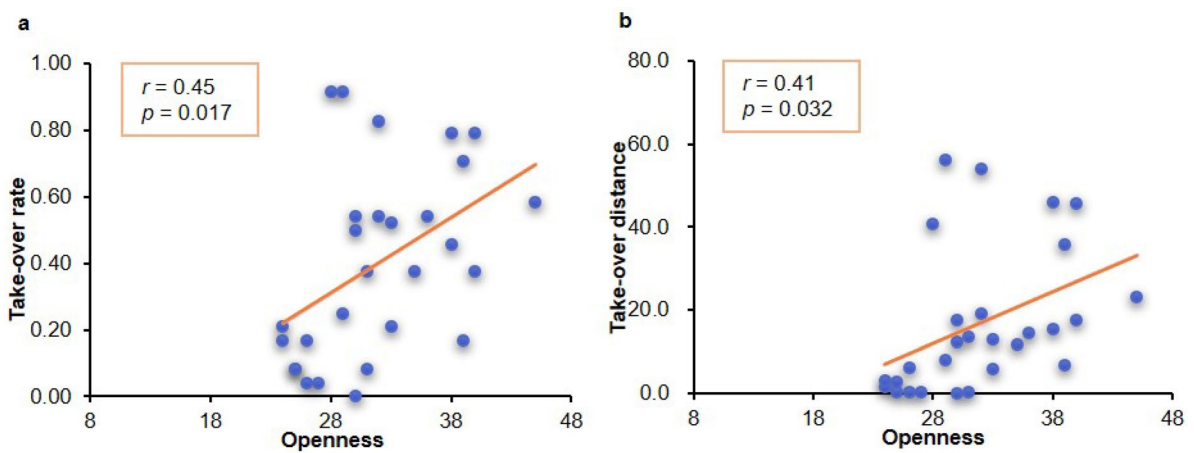 a
r = 0.45
p = 0.017
1.00
0.80
0.60
0.40
0.20
0.00
Take-over rate
8
18
28
38
48
Openness
b
r = 0.41
p = 0.032
80.0
60.0
40.0
20.0
0.0
Take-over distance
8
18
28
38
48
Openness